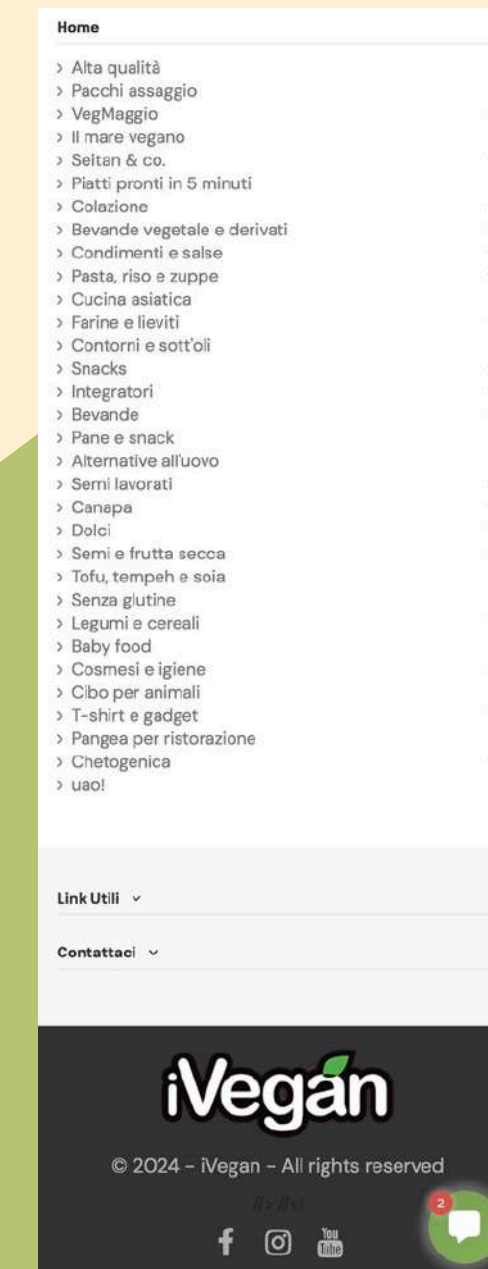 Home
> Alta qualità
> Pacchi assaggio
> VegMaggio
> Il mare vegano
> Seitan & co.
> Piatti pronti in 5 minuti
> Colazione
> Bevande vegetale e derivati
> Condimenti e salse
> Pasta, riso e zuppe
> Cucina asiatica
> Farine e lieviti
> Contorni e sott'oli
> Snacks
> Integratori
> Bevande
> Pane e snack
> Alternative all'uovo
> Semi lavorati
> Canapa
> Dolci
> Semi e frutta secca
> Tofu, tempeh e soia
> Senza glutine
> Legumi e cereali
> Baby food
> Cosmesi e igiene
> Cibo per animali
> T-shirt e gadget
> Pangea per ristorazione
> Chetogenica
> uao!
Link Utili
Contattaci
iVegan
© 2024 – iVegan – All rights reserved
2
You Tube